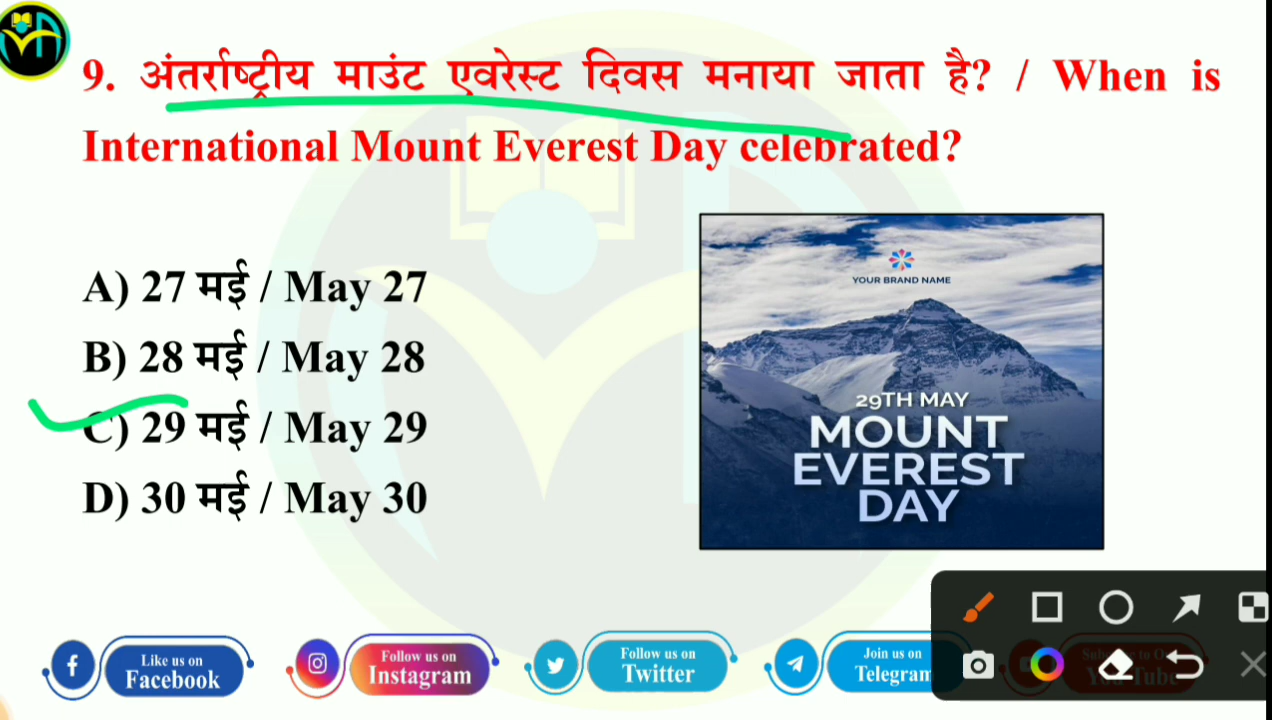 9. अंतर्राष्ट्रीय माउंट एवरेस्ट दिवस मनाया जाता है? / When is
International Mount Everest Day celebrated?
A) 27 मई / May 27
B) 28 मई / May 28
C) 29 मई / May 29
D) 30 मई / May 30
YOUR BRAND NAME
29TH MAY
MOUNT
EVEREST
DAY
Like us on
Facebook
Follow us on
Instagram
Follow us on
Twitter
Join us on
Telegram